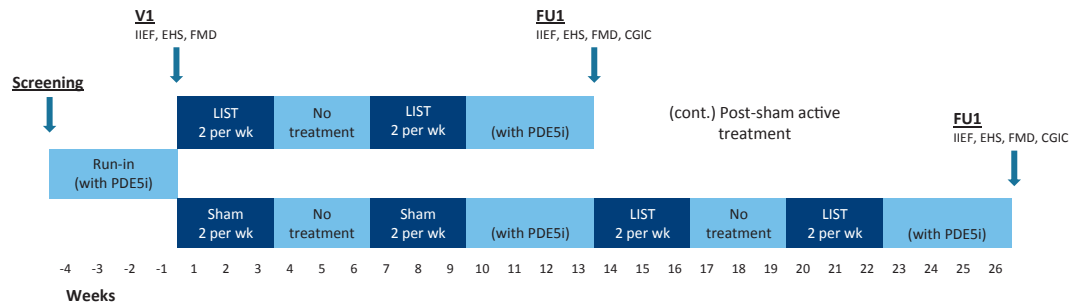 V1
IIEF, EHS, FMD
FU1
IIEF, EHS, FMD, CGIC
Screening
LIST
2 per wk
No
treatment
LIST
2 per wk
(with PDE5i)
(cont.) Post-sham active
treatment
FU1
IIEF, EHS, FMD, CGIC
Run-in
(with PDE5i)
Sham
2 per wk
No
treatment
Sham
2 per wk
(with PDE5i)
LIST
2 per wk
No
treatment
LIST
2 per wk
(with PDE5i)
-4 -3 -2 -1 1 2 3 4 5 6 7 8 9 10 11 12 13 14 15 16 17 18 19 20 21 22 23 24 25 26
Weeks